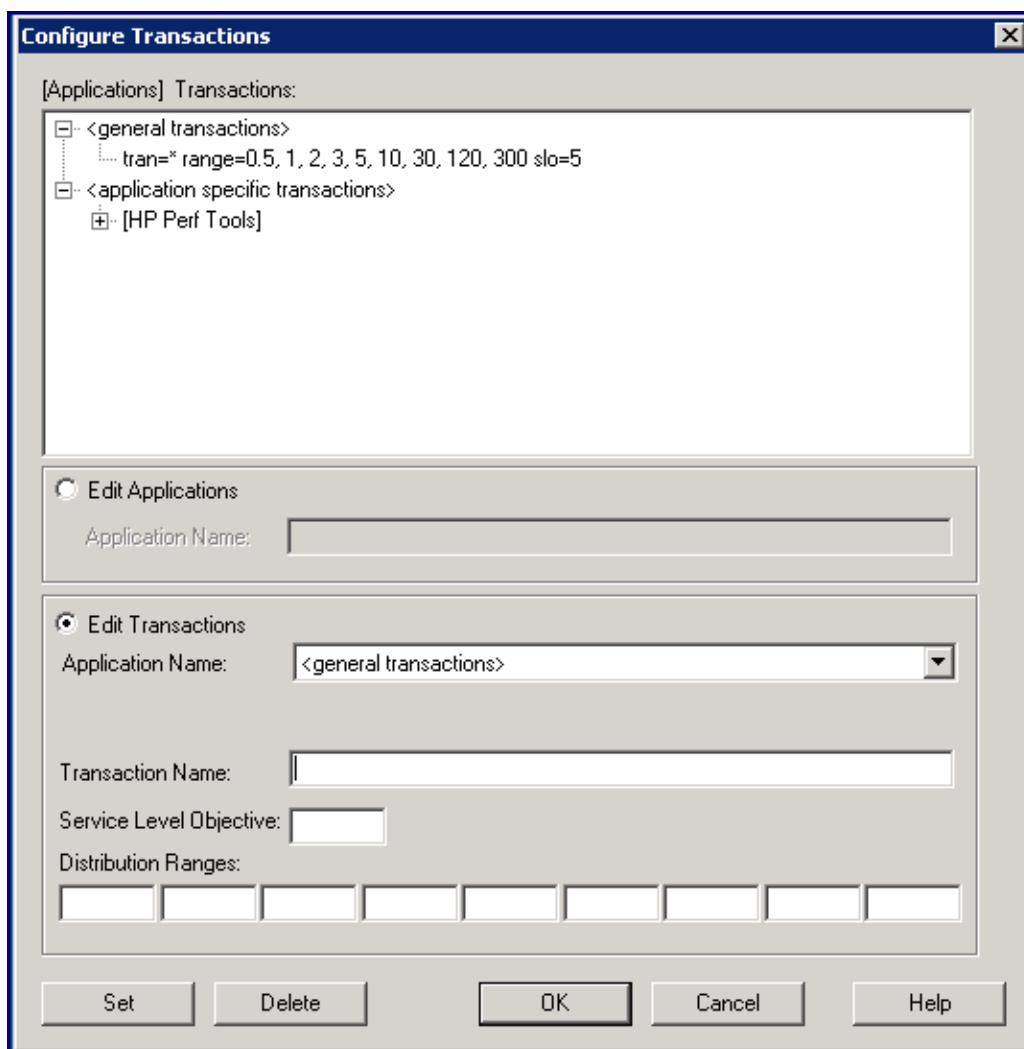 Configure Transactions
[Applications] Transactions:
<general transactions>
tran=* range=0.5, 1, 2, 3, 5, 10, 30, 120, 300 slo=5
<application specific transactions>
[HP Perf Tools]
Edit Applications
Application Name:
Edit Transactions
Application Name:
<general transactions>
Transaction Name:
Service Level Objective:
Distribution Ranges:
Set Delete OK Cancel Help